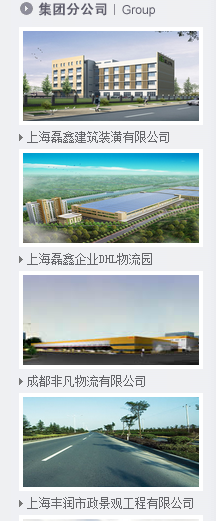 集团分公司 | Group
上海磊鑫建筑装潢有限公司
上海磊鑫企业DHL物流园
成都非凡物流有限公司
上海丰润市政景观工程有限公司